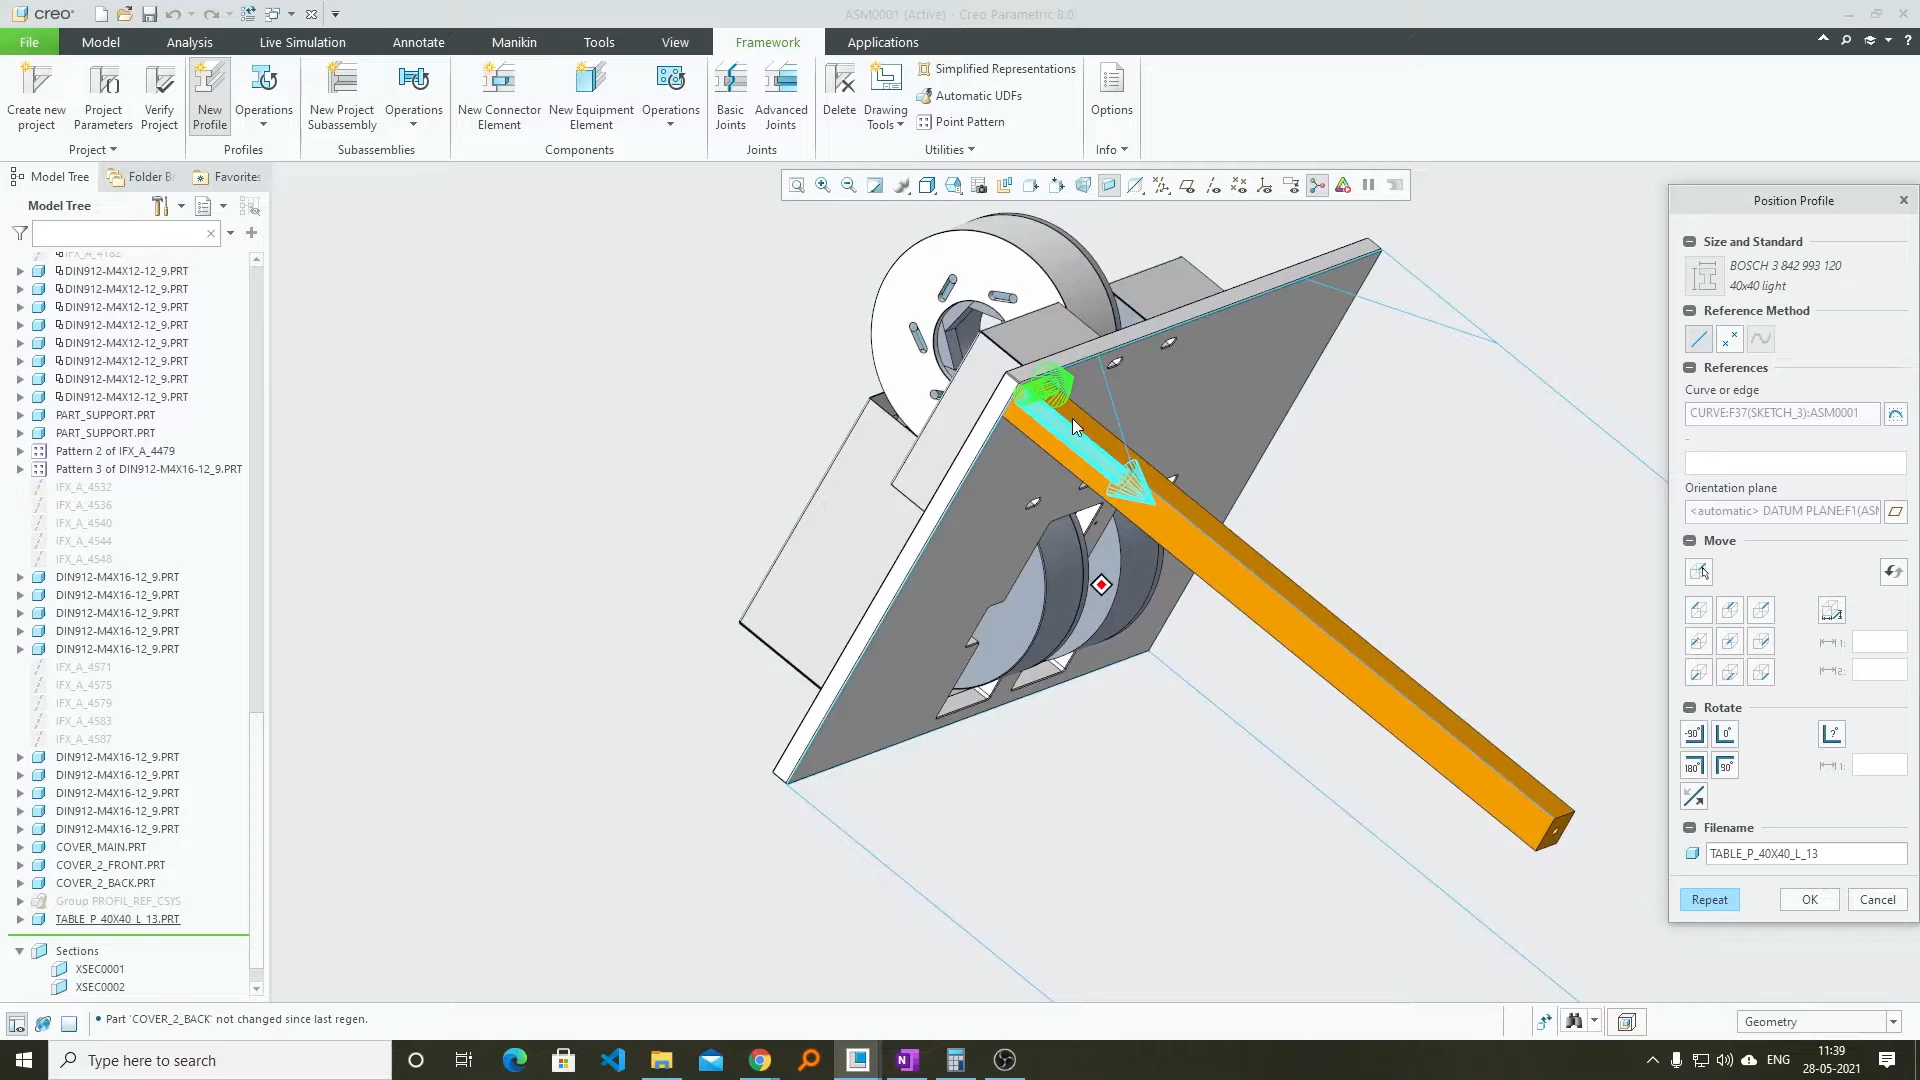 creo
ASM0001 (Active) - Creo Parametric 8.0
File
Model
Analysis
Live Simulation
Annotate
Manikin
Tools
View
Framework
Applications
Create new project
Project Parameters
Verify Project
New Profile
Operations
New Project Subassembly
Operations
New Connector Element
New Equipment Element
Operations
Basic Joints
Advanced Joints
Delete
Drawing Tools
Simplified Representations
Automatic UDFs
Point Pattern
Options
Project
Profiles
Subassemblies
Components
Joints
Utilities
Info
Model Tree
Folder Br
Favorites
Model Tree
IFX_A_4182
DIN912-M4X12-12_9.PRT
DIN912-M4X12-12_9.PRT
DIN912-M4X12-12_9.PRT
DIN912-M4X12-12_9.PRT
DIN912-M4X12-12_9.PRT
DIN912-M4X12-12_9.PRT
DIN912-M4X12-12_9.PRT
DIN912-M4X12-12_9.PRT
PART_SUPPORT.PRT
PART_SUPPORT.PRT
Pattern 2 of IFX_A_4479
Pattern 3 of DIN912-M4X16-12_9.PRT
IFX_A_4532
IFX_A_4536
IFX_A_4540
IFX_A_4544
IFX_A_4548
DIN912-M4X16-12_9.PRT
DIN912-M4X16-12_9.PRT
DIN912-M4X16-12_9.PRT
DIN912-M4X16-12_9.PRT
DIN912-M4X16-12_9.PRT
IFX_A_4571
IFX_A_4575
IFX_A_4579
IFX_A_4583
IFX_A_4587
DIN912-M4X16-12_9.PRT
DIN912-M4X16-12_9.PRT
DIN912-M4X16-12_9.PRT
DIN912-M4X16-12_9.PRT
DIN912-M4X16-12_9.PRT
COVER_MAIN.PRT
COVER_2_FRONT.PRT
COVER_2_BACK.PRT
Group PROFIL_REF_CSYS
TABLE_P_40X40_L_13.PRT
Sections
XSEC0001
XSEC0002
Position Profile
Size and Standard
BOSCH 3 842 993 120
40x40 light
Reference Method
References
Curve or edge
CURVE:F37(SKETCH_3):ASM0001
-
Orientation plane
<automatic> DATUM PLANE:F1(ASM
Move
1:
2:
Rotate
-90° 0° ?
180° 90° 1:
Filename
TABLE_P_40X40_L_13
Repeat
OK
Cancel
• Part 'COVER_2_BACK' not changed since last regen.
Geometry
Type here to search
ENG
11:39
28-05-2021